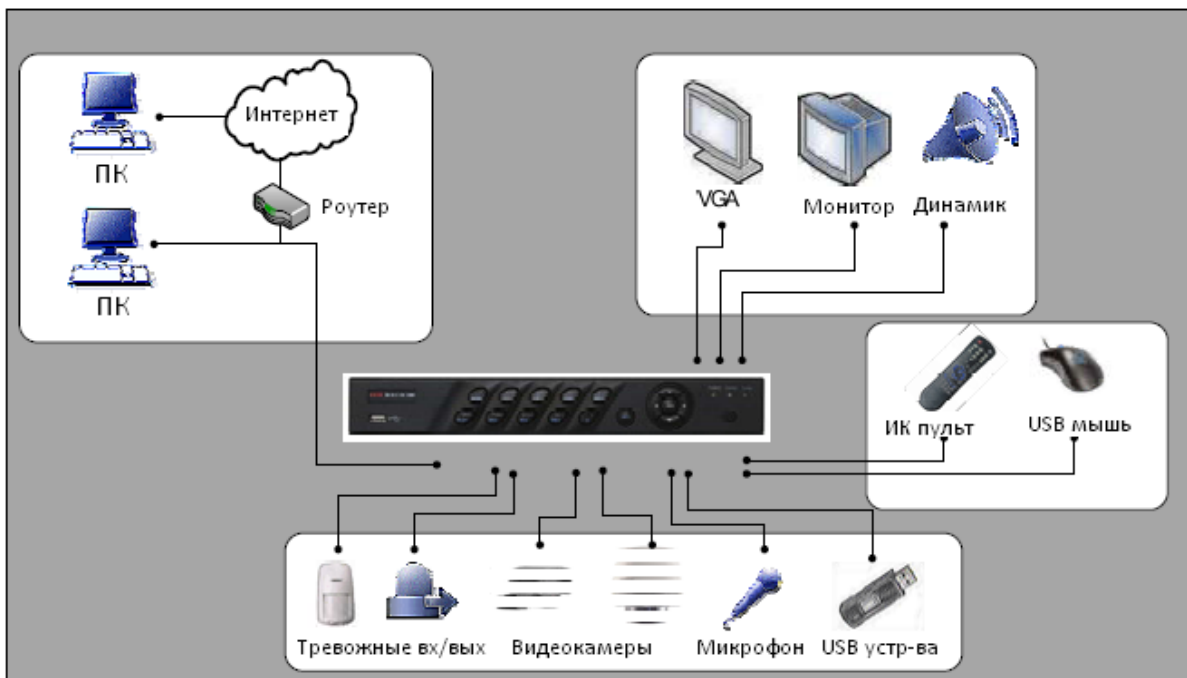 Интернет
ПК
Роутер
ПК
VGA
Монитор
Динамик
ИК пульт
USB мышь
Тревожные вх/вых
Видеокамеры
Микрофон
USB устр-ва